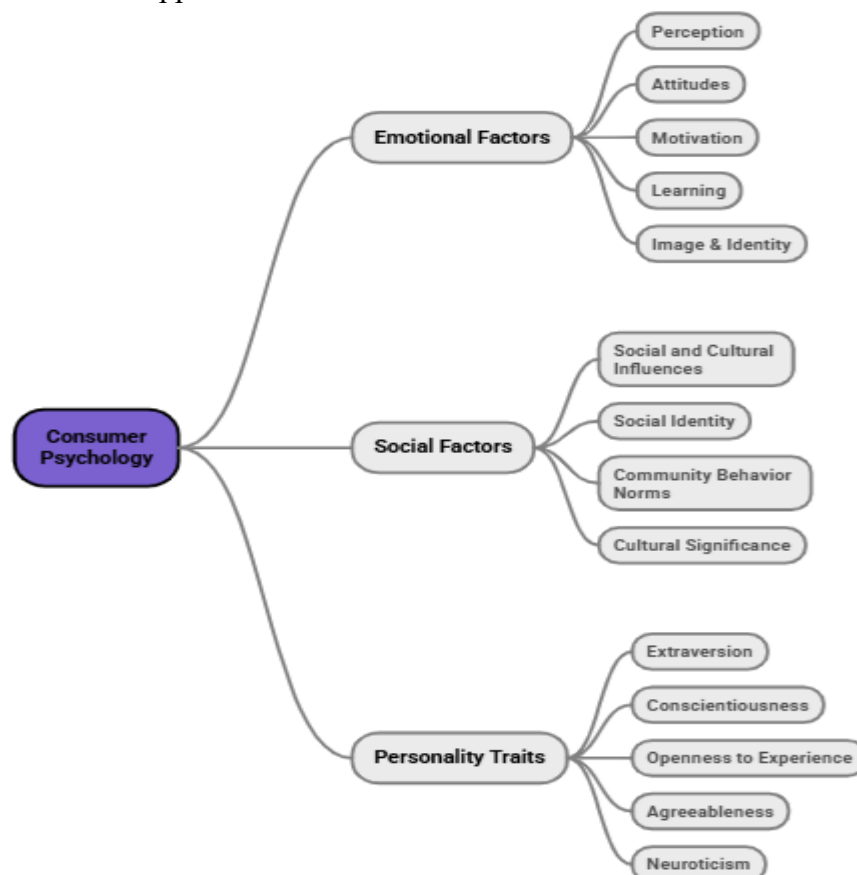 Perception
Attitudes
Emotional Factors
Motivation
Learning
Image & Identity
Social and Cultural
Influences
Social Identity
Consumer
Psychology
Social Factors
Community Behavior
Norms
Cultural Significance
Extraversion
Conscientiousness
Personality Traits
Openness to Experience
Agreeableness
Neuroticism